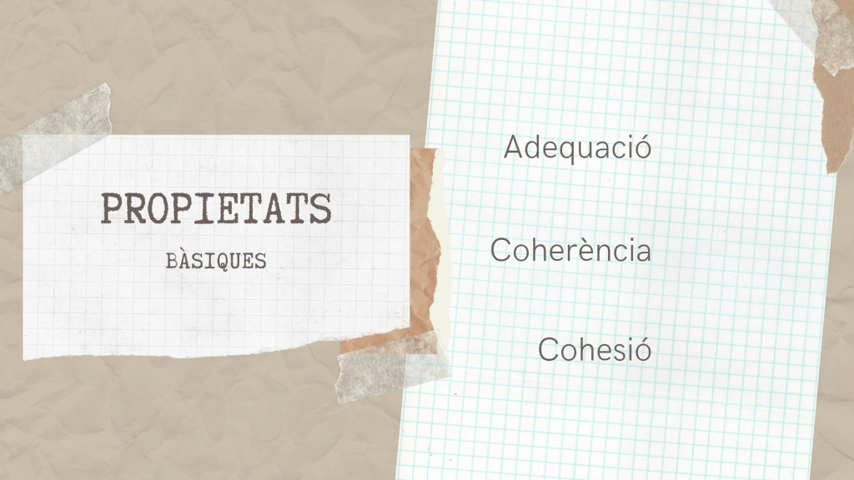 PROPIETATS
BÀSIQUES
Adequació
Coherència
Cohesió